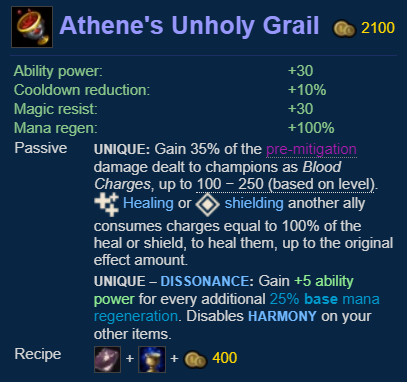 Athene's Unholy Grail 2100
Ability power: +30
Cooldown reduction: +10%
Magic resist: +30
Mana regen: +100%
Passive UNIQUE: Gain 35% of the pre-mitigation
damage dealt to champions as Blood
Charges, up to 100 − 250 (based on level).
Healing or shielding another ally
consumes charges equal to 100% of the
heal or shield, to heal them, up to the original
effect amount.
UNIQUE – DISSONANCE: Gain +5 ability
power for every additional 25% base mana
regeneration. Disables HARMONY on your
other items.
Recipe + + 400